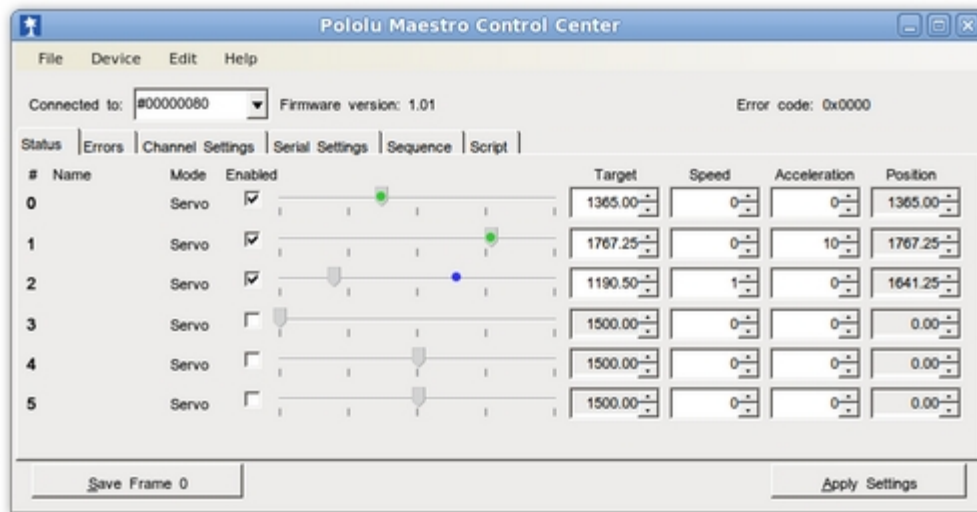 Pololu Maestro Control Center
File Device Edit Help
Connected to: #00000080 Firmware version: 1.01 Error code: 0x0000
Status Errors Channel Settings Serial Settings Sequence Script
# Name Mode Enabled Target Speed Acceleration Position
0 Servo 1365.00 0 0 1365.00
1 Servo 1767.25 0 10 1767.25
2 Servo 1190.50 1 0 1641.25
3 Servo 1500.00 0 0 0.00
4 Servo 1500.00 0 0 0.00
5 Servo 1500.00 0 0 0.00
Save Frame 0 Apply Settings